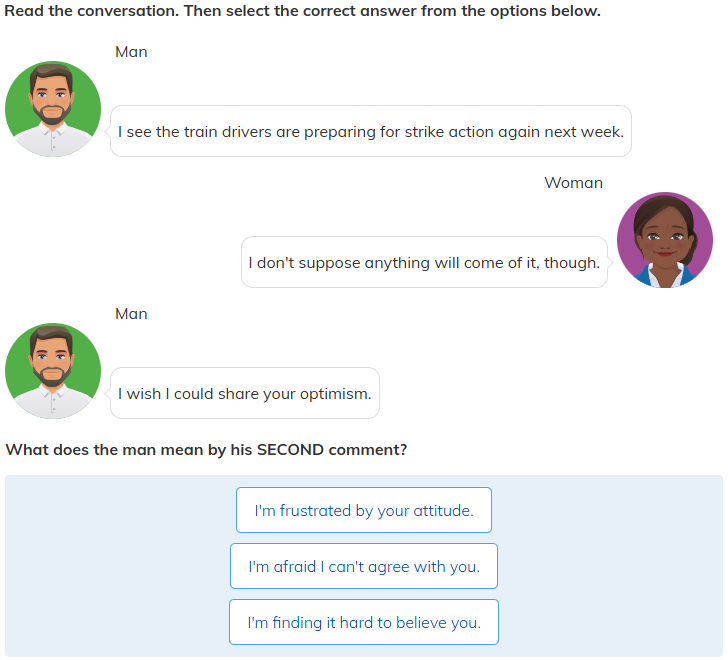 Read the conversation. Then select the correct answer from the options below.
Man
I see the train drivers are preparing for strike action again next week.
Woman
I don't suppose anything will come of it, though.
Man
I wish I could share your optimism.
What does the man mean by his SECOND comment?
I'm frustrated by your attitude.
I'm afraid I can't agree with you.
I'm finding it hard to believe you.